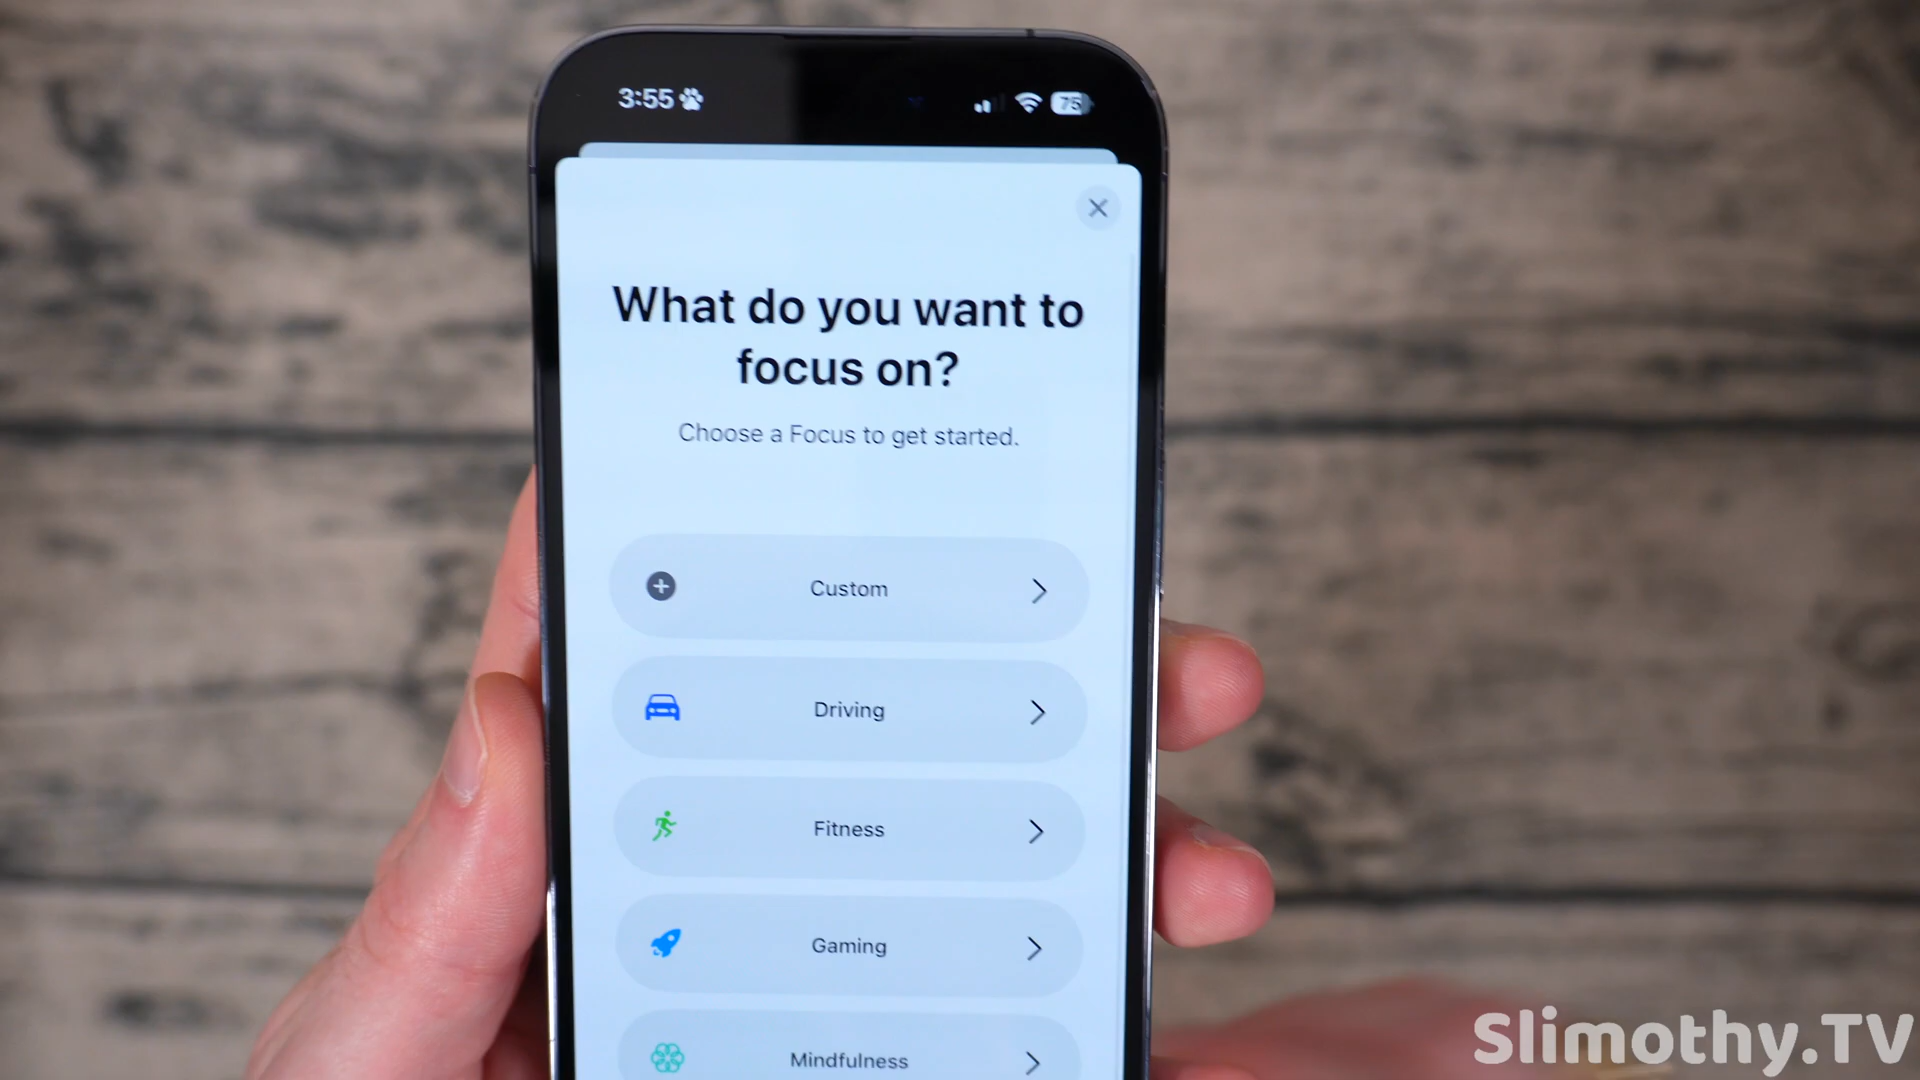 3:55
75
What do you want to
focus on?
Choose a Focus to get started.
Custom
Driving
Fitness
Gaming
Mindfulness
Slimothy.TV